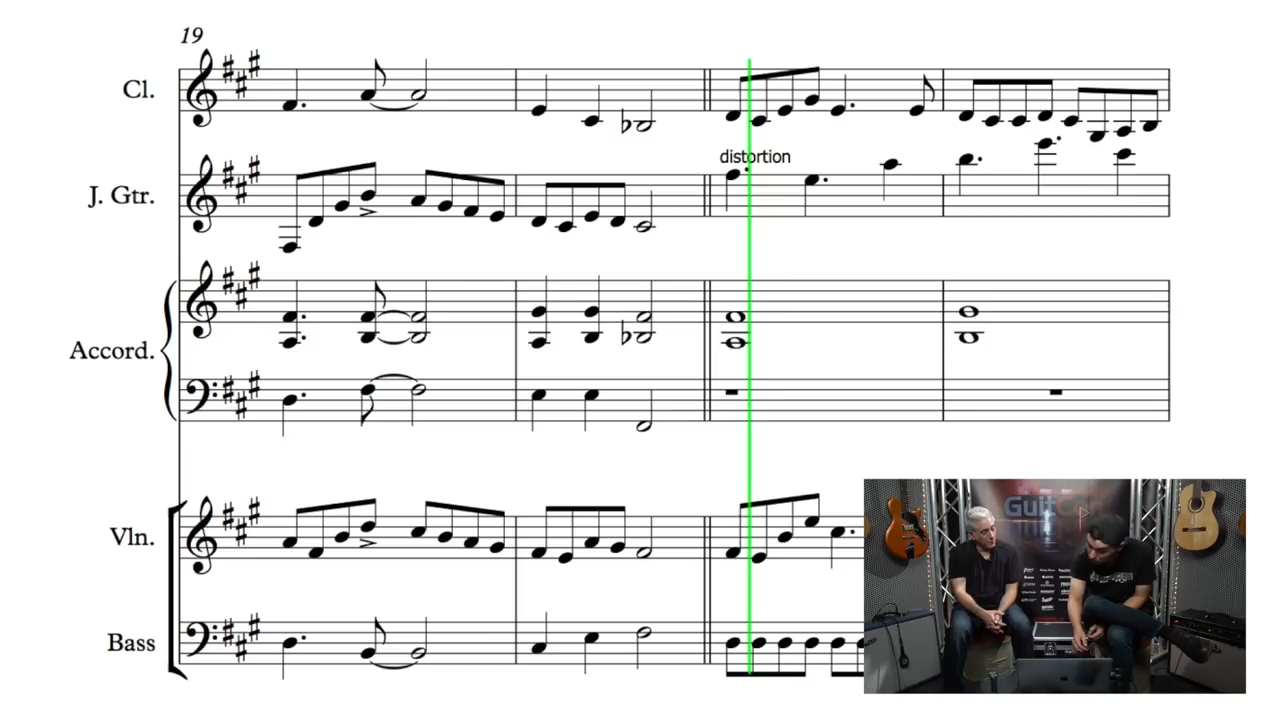 19
Cl.
distortion
J. Gtr.
Accord.
Vln.
Bass